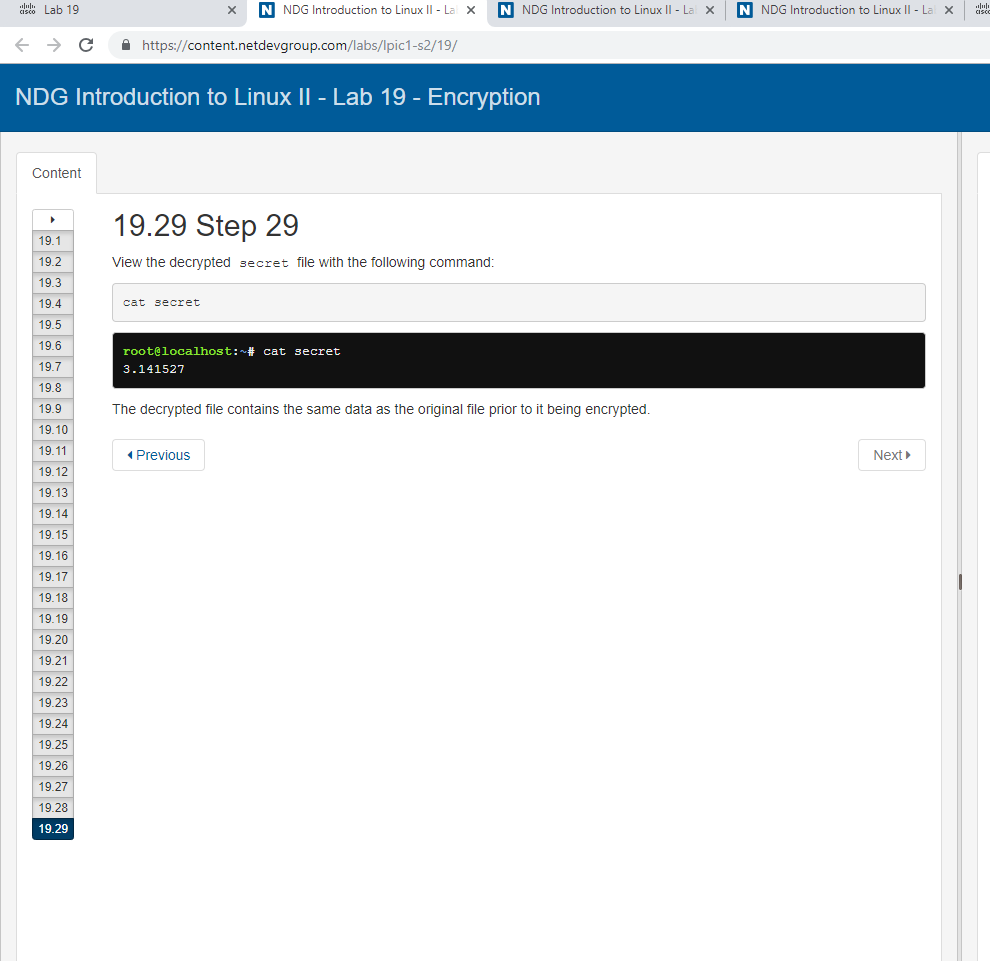 Lab 19
NDG Introduction to Linux II - La
NDG Introduction to Linux II - La
NDG Introduction to Linux II - La
https://content.netdevgroup.com/labs/lpic1-s2/19/
NDG Introduction to Linux II - Lab 19 - Encryption
Content
19.1
19.2
19.3
19.4
19.5
19.6
19.7
19.8
19.9
19.10
19.11
19.12
19.13
19.14
19.15
19.16
19.17
19.18
19.19
19.20
19.21
19.22
19.23
19.24
19.25
19.26
19.27
19.28
19.29
19.29 Step 29
View the decrypted secret file with the following command:
cat secret
root@localhost:~# cat secret
3.141527
The decrypted file contains the same data as the original file prior to it being encrypted.
Previous
Next